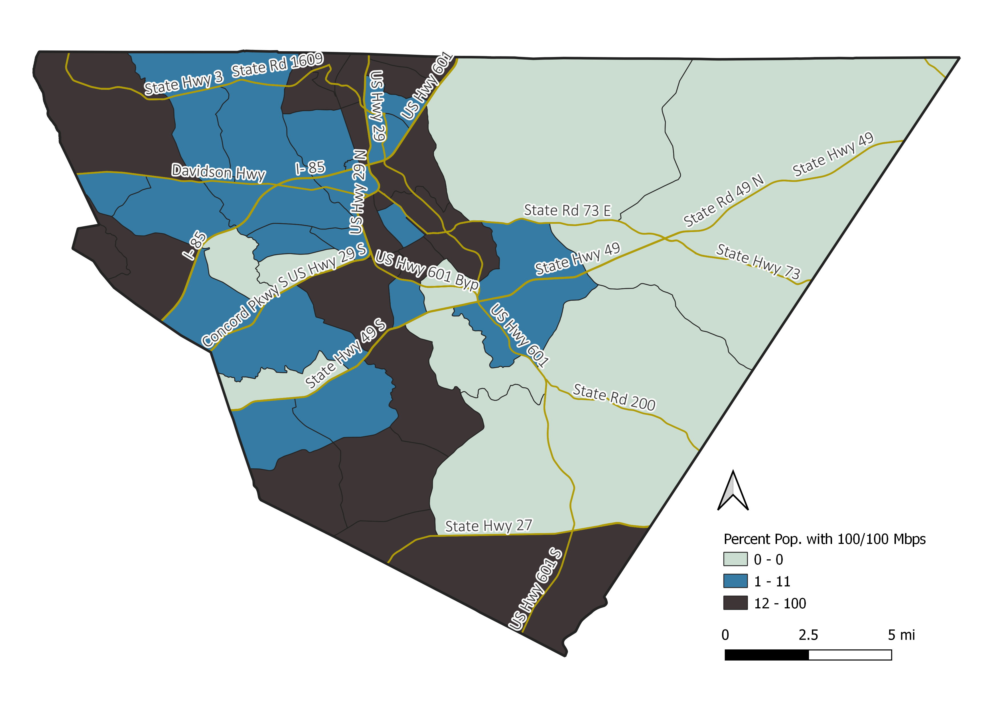 State Rd 1609
State Hwy 3
US Hwy 601
US Hwy 29
Davidson Hwy
I- 85
US Hwy 29 N
State Hwy 49
State Rd 49 N
State Rd 73 E
I- 85
US Hwy 29 S
US Hwy 601 Byp
State Hwy 49
State Hwy 73
Concord Pkwy S
State Hwy 49 S
US Hwy 601
State Rd 200
State Hwy 27
US Hwy 601 S
Percent Pop. with 100/100 Mbps
0 - 0
1 - 11
12 - 100
0 2.5 5 mi